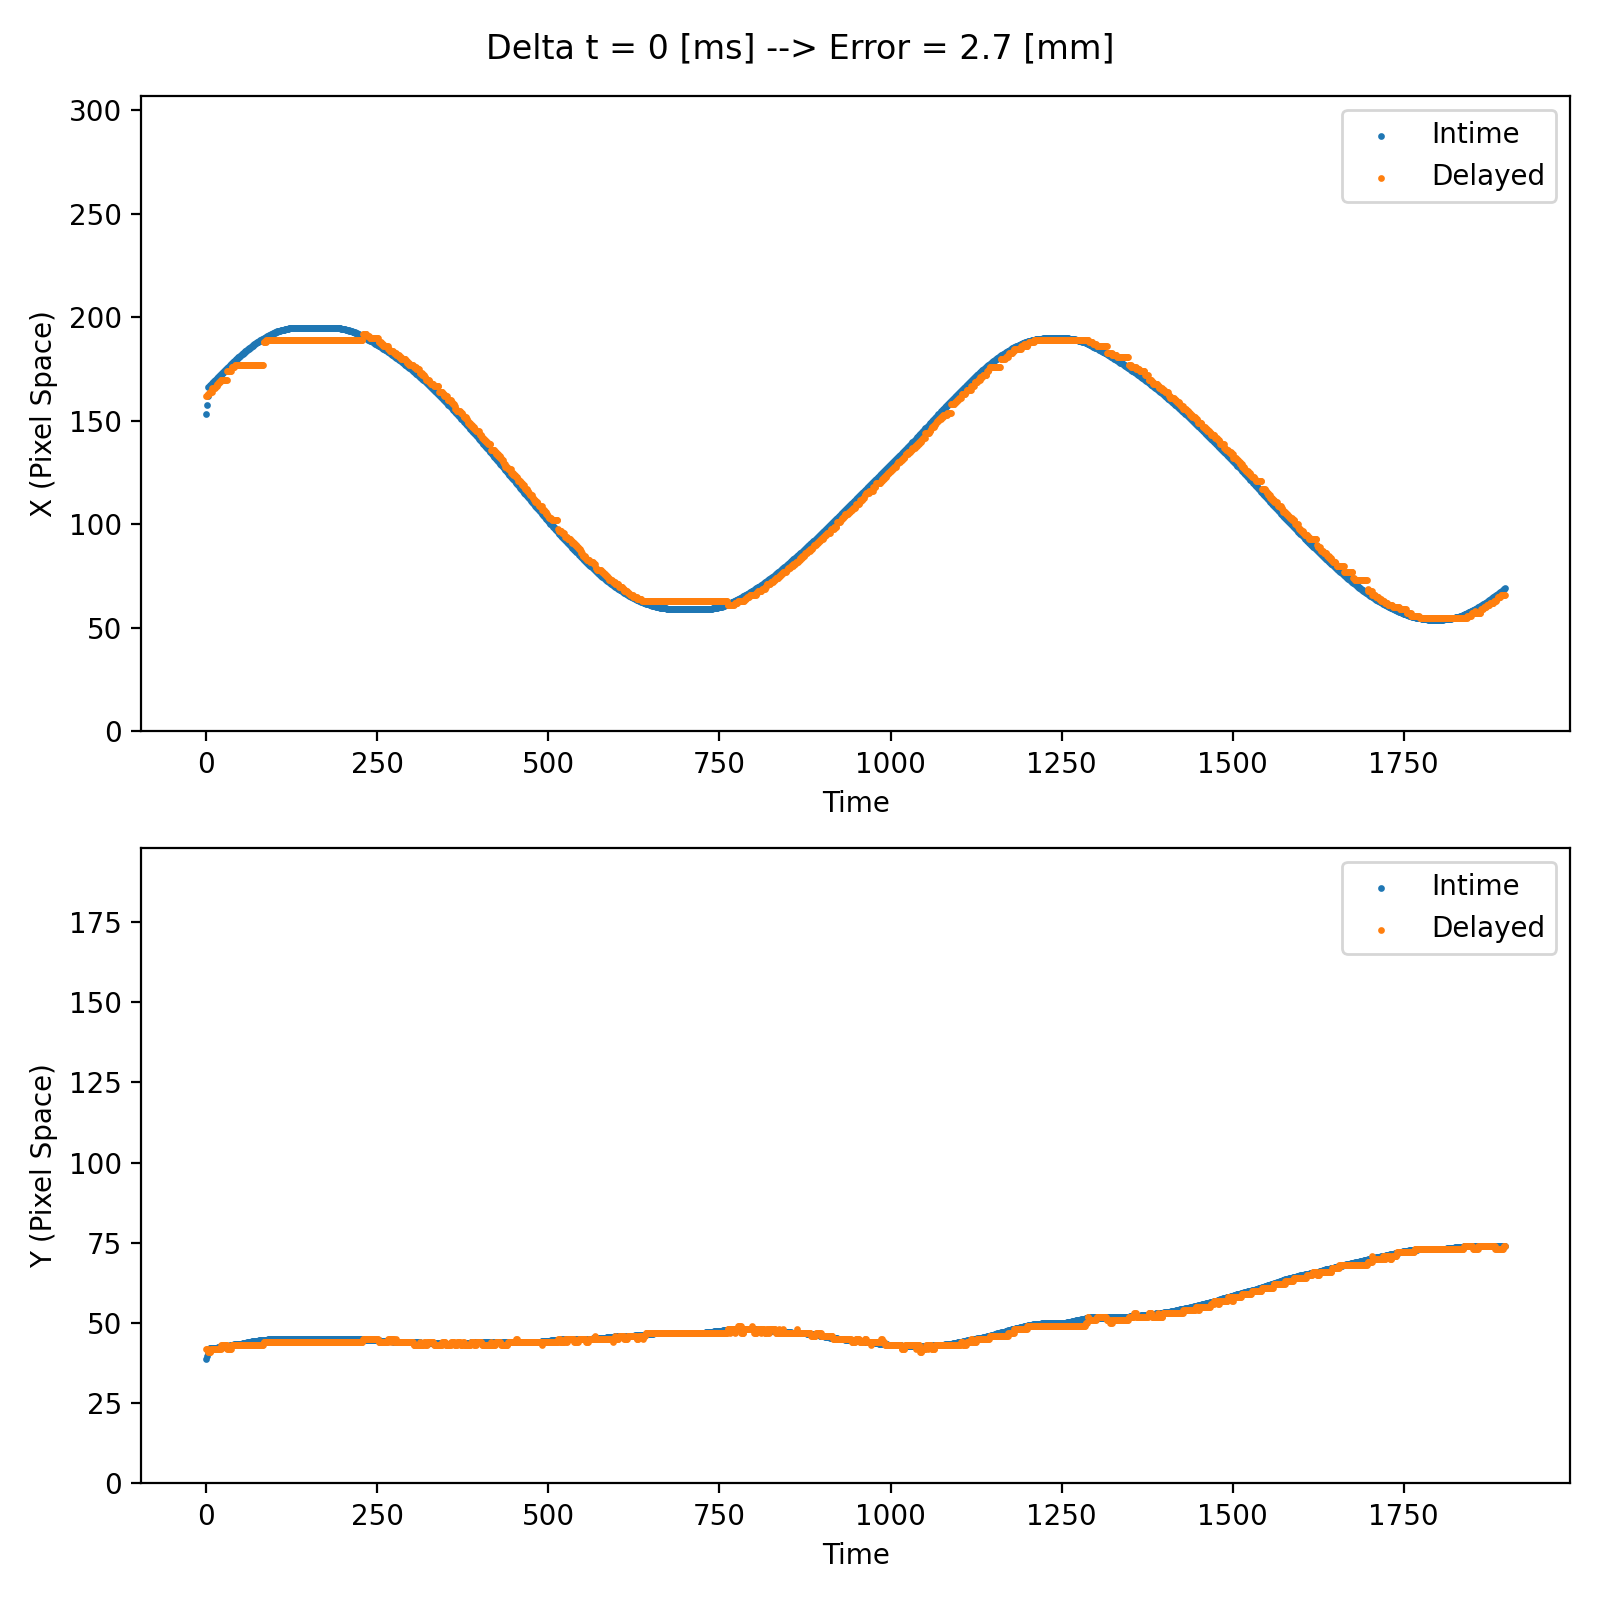 Delta t = 0 [ms] --> Error = 2.7 [mm]
300
250
200
150
100
50
0
X (Pixel Space)
Intime
Delayed
0 250 500 750 1000 1250 1500 1750
Time
175
150
125
100
75
50
25
0
Y (Pixel Space)
Intime
Delayed
0 250 500 750 1000 1250 1500 1750
Time